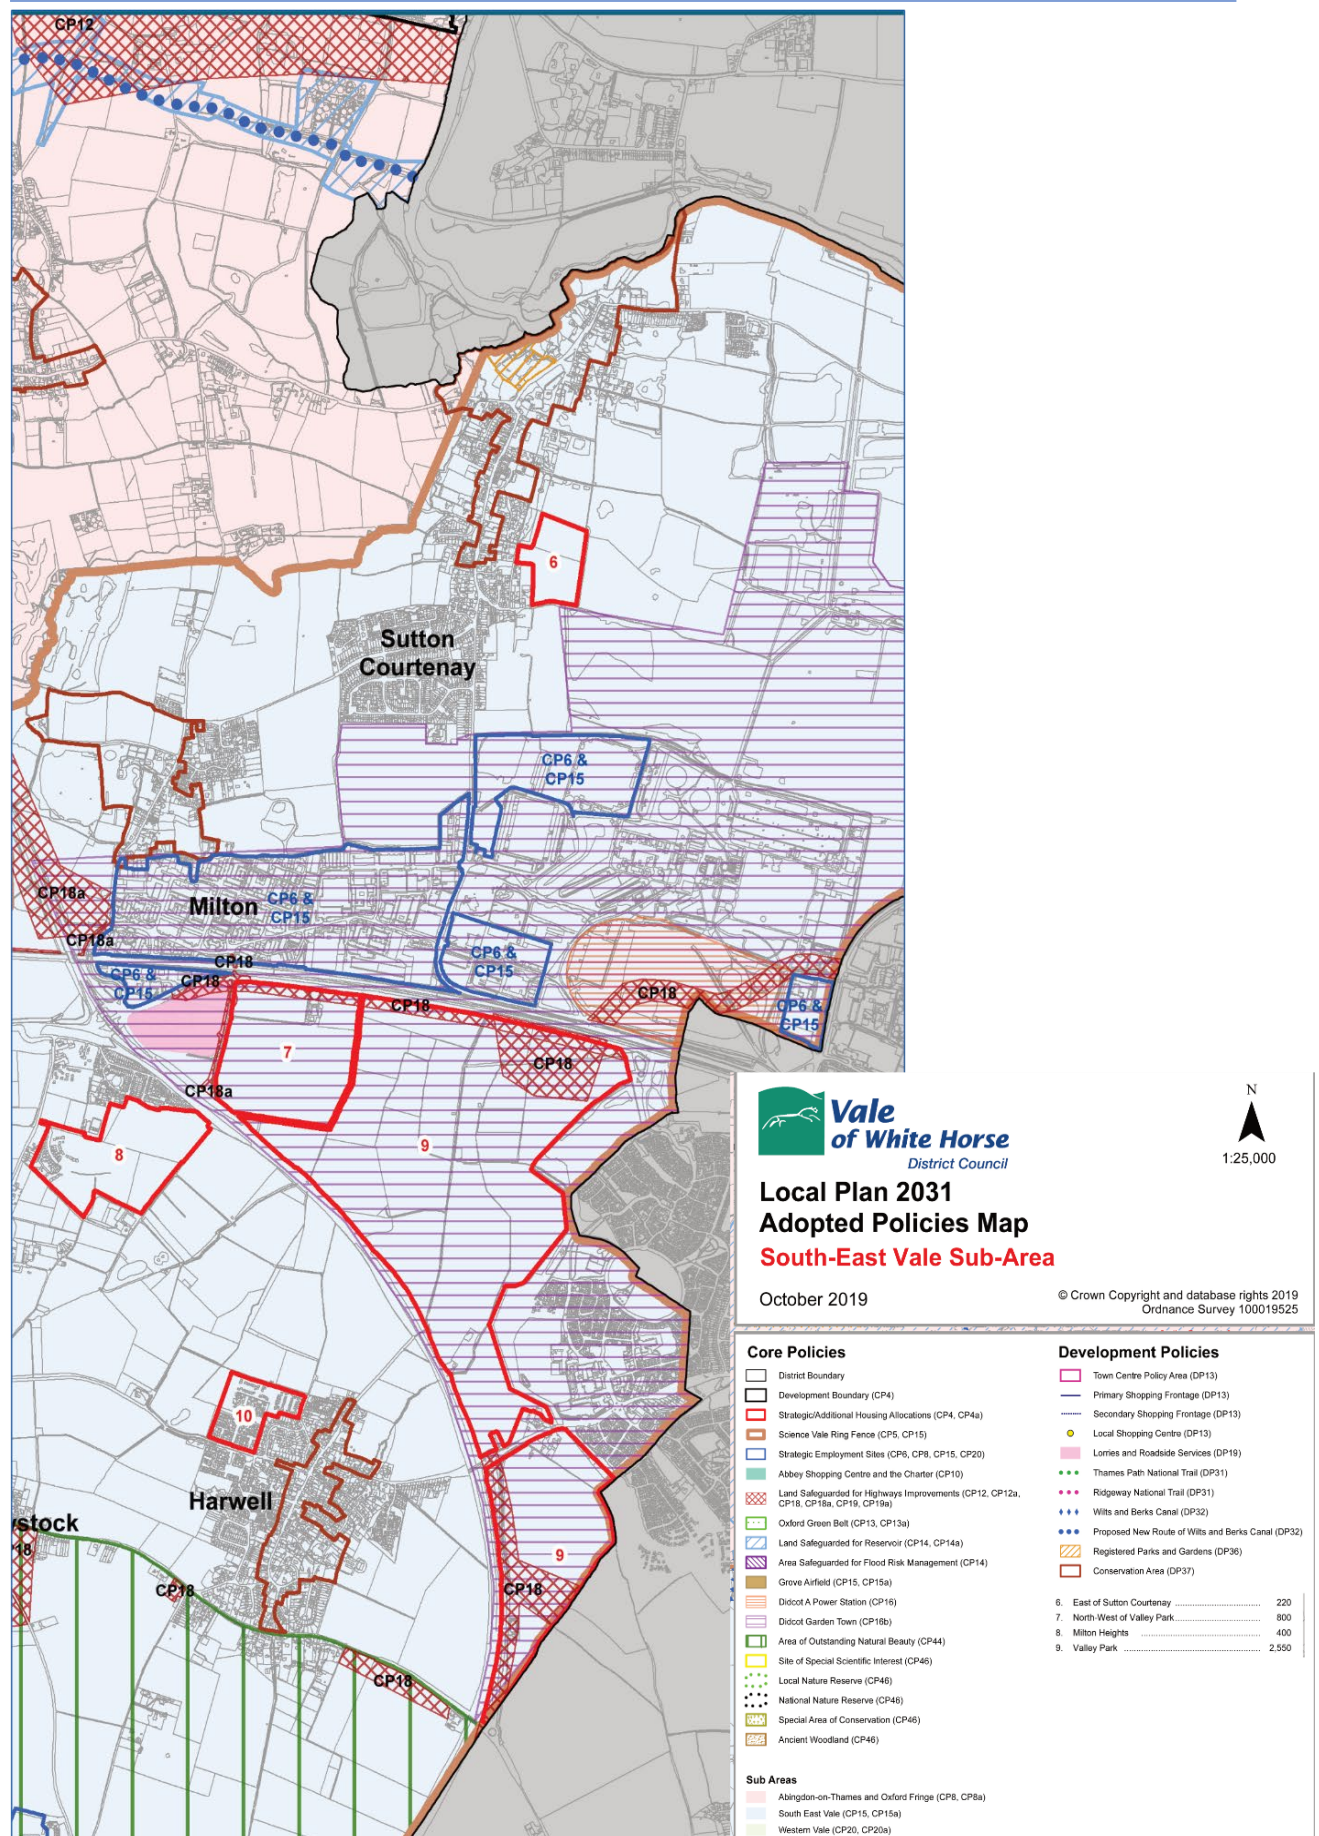 CP12
6
Sutton
Courtenay
CP6 &
CP15
CP18a
Milton
CP6 &
CP15
CP18a
CP18
CP6 &
CP15
CP6 &
CP15
CP18
CP18
CP18
CP6 &
CP15
7
CP18
CP18a
8
9
10
Harwell
stock
18
9
CP18
CP18
CP18
Vale
of White Horse
District Council
N
1:25,000
Local Plan 2031
Adopted Policies Map
South-East Vale Sub-Area
October 2019
© Crown Copyright and database rights 2019
Ordnance Survey 100019525
Core Policies
District Boundary
Development Boundary (CP4)
Strategic/Additional Housing Allocations (CP4, CP4a)
Science Vale Ring Fence (CP5, CP15)
Strategic Employment Sites (CP6, CP8, CP15, CP20)
Abbey Shopping Centre and the Charter (CP10)
Land Safeguarded for Highways Improvements (CP12, CP12a,
CP18, CP18a, CP19, CP19a)
Oxford Green Belt (CP13, CP13a)
Land Safeguarded for Reservoir (CP14, CP14a)
Area Safeguarded for Flood Risk Management (CP14)
Grove Airfield (CP15, CP15a)
Didcot A Power Station (CP16)
Didcot Garden Town (CP16b)
Area of Outstanding Natural Beauty (CP44)
Site of Special Scientific Interest (CP46)
Local Nature Reserve (CP46)
National Nature Reserve (CP46)
Special Area of Conservation (CP46)
Ancient Woodland (CP46)
Sub Areas
Abingdon-on-Thames and Oxford Fringe (CP8, CP8a)
South East Vale (CP15, CP15a)
Western Vale (CP20, CP20a)
Development Policies
Town Centre Policy Area (DP13)
Primary Shopping Frontage (DP13)
Secondary Shopping Frontage (DP13)
Local Shopping Centre (DP13)
Lorries and Roadside Services (DP19)
Thames Path National Trail (DP31)
Ridgeway National Trail (DP31)
Wilts and Berks Canal (DP32)
Proposed New Route of Wilts and Berks Canal (DP32)
Registered Parks and Gardens (DP36)
Conservation Area (DP37)
6. East of Sutton Courtenay 220
7. North-West of Valley Park 800
8. Milton Heights 400
9. Valley Park 2,550